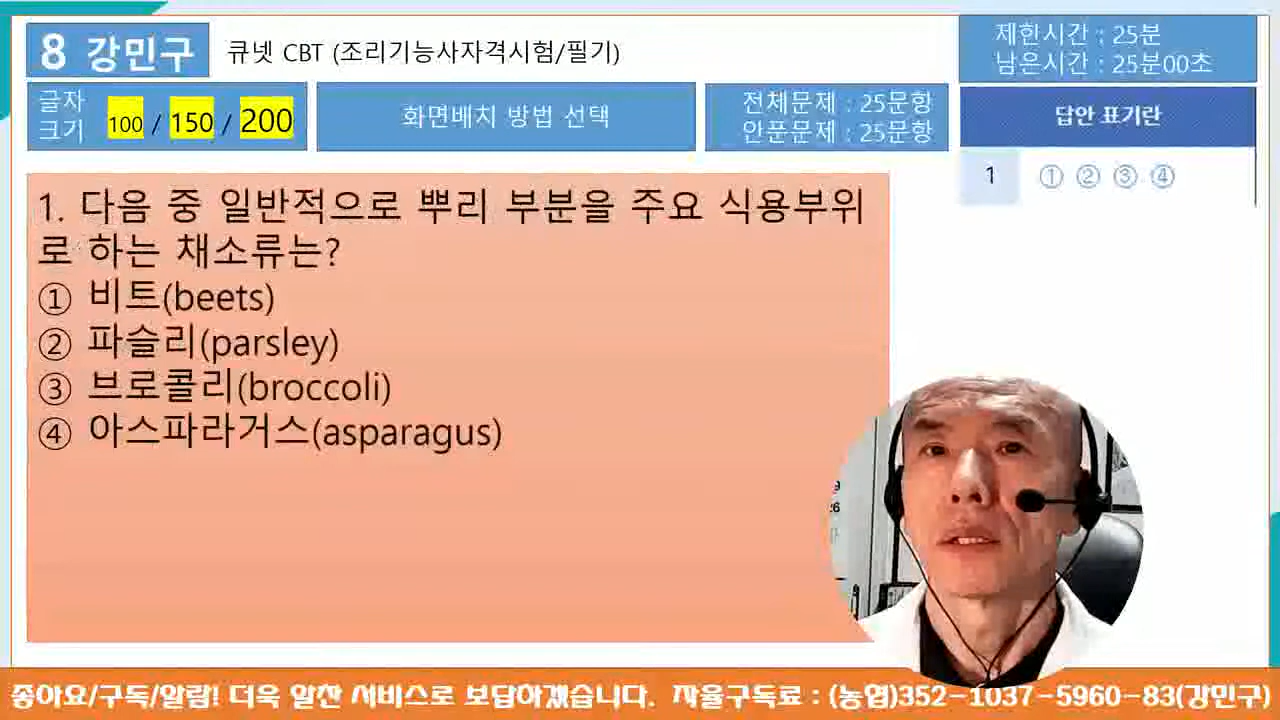 8 강민구
큐넷 CBT (조리기능사자격시험/필기)
제한시간 : 25분
남은시간 : 25분00초
글자
크기
100 / 150 / 200
화면배치 방법 선택
전체문제 : 25문항
안푼문제 : 25문항
답안 표기란
1 ① ② ③ ④
1. 다음 중 일반적으로 뿌리 부분을 주요 식용부위
로 하는 채소류는?
① 비트(beets)
② 파슬리(parsley)
③ 브로콜리(broccoli)
④ 아스파라거스(asparagus)
좋아요/구독/알람! 더욱 알찬 서비스로 보답하겠습니다. 자율구독료 : (농협)352-1037-5960-83(강민구)